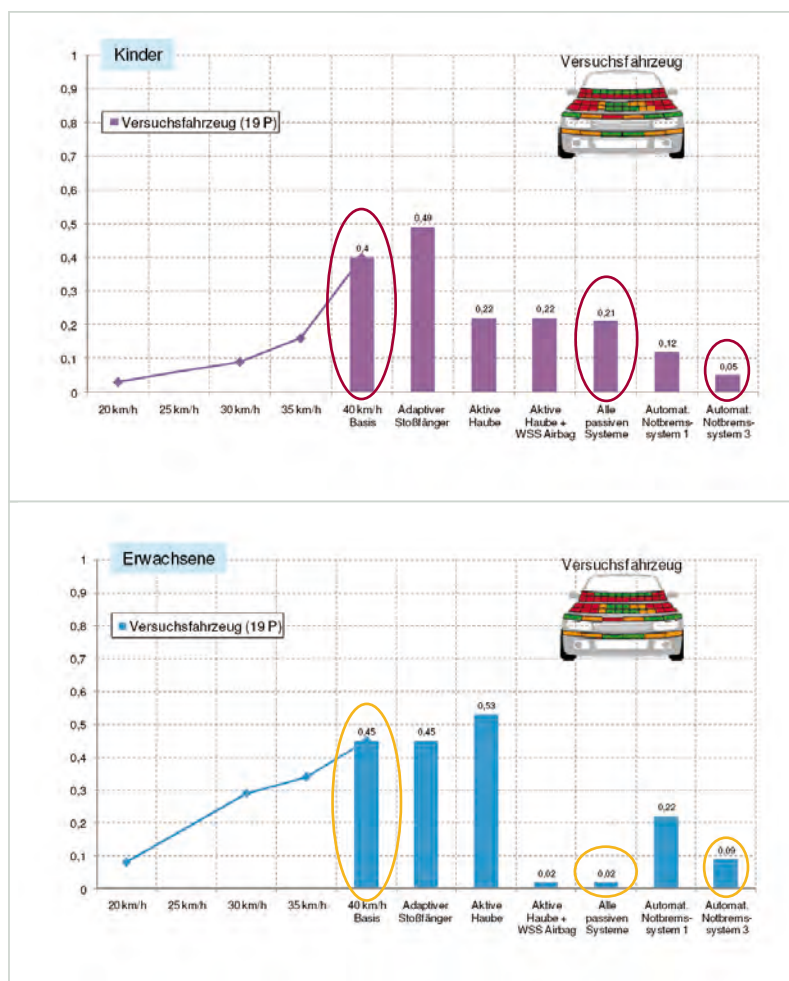 Kinder
Versuchsfahrzeug
Versuchsfahrzeug (19 P)
1
0,9
0,8
0,7
0,6
0,5
0,4
0,3
0,2
0,1
0
0,4
0,49
0,22
0,22
0,21
0,12
0,05
20 km/h
25 km/h
30 km/h
35 km/h
40 km/h
Basis
Adaptiver
Stoßfänger
Aktive
Haube
Aktive
Haube +
WSS Airbag
Alle
passiven
Systeme
Automat.
Notbrems-
system 1
Automat.
Notbrems-
system 3
Erwachsene
Versuchsfahrzeug
Versuchsfahrzeug (19 P)
1
0,9
0,8
0,7
0,6
0,5
0,4
0,3
0,2
0,1
0
0,45
0,45
0,53
0,02
0,02
0,22
0,09
20 km/h
25 km/h
30 km/h
35 km/h
40 km/h
Basis
Adaptiver
Stoßfänger
Aktive
Haube
Aktive
Haube +
WSS Airbag
Alle
passiven
Systeme
Automat.
Notbrems-
system 1
Automat.
Notbrems-
system 3